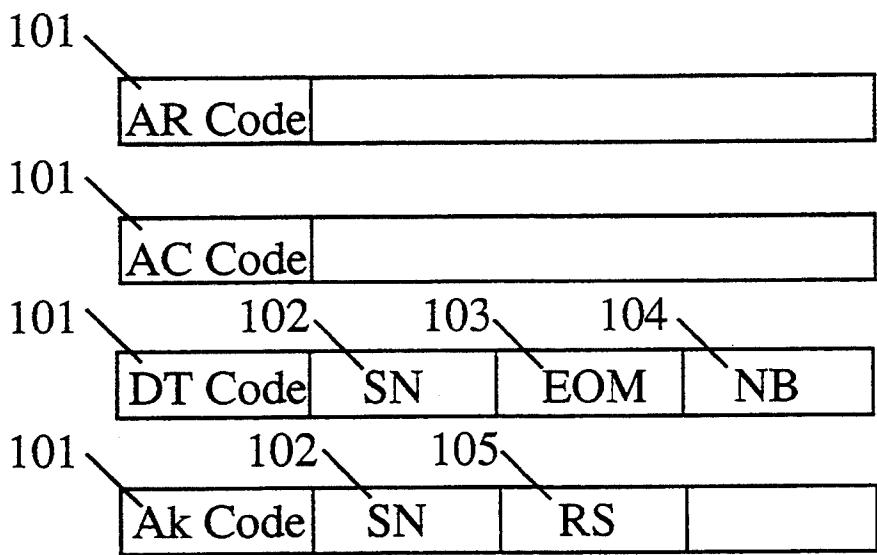 101
AR Code
101
AC Code
101 102 103 104
DT Code SN EOM NB
101 102 105
Ak Code SN RS